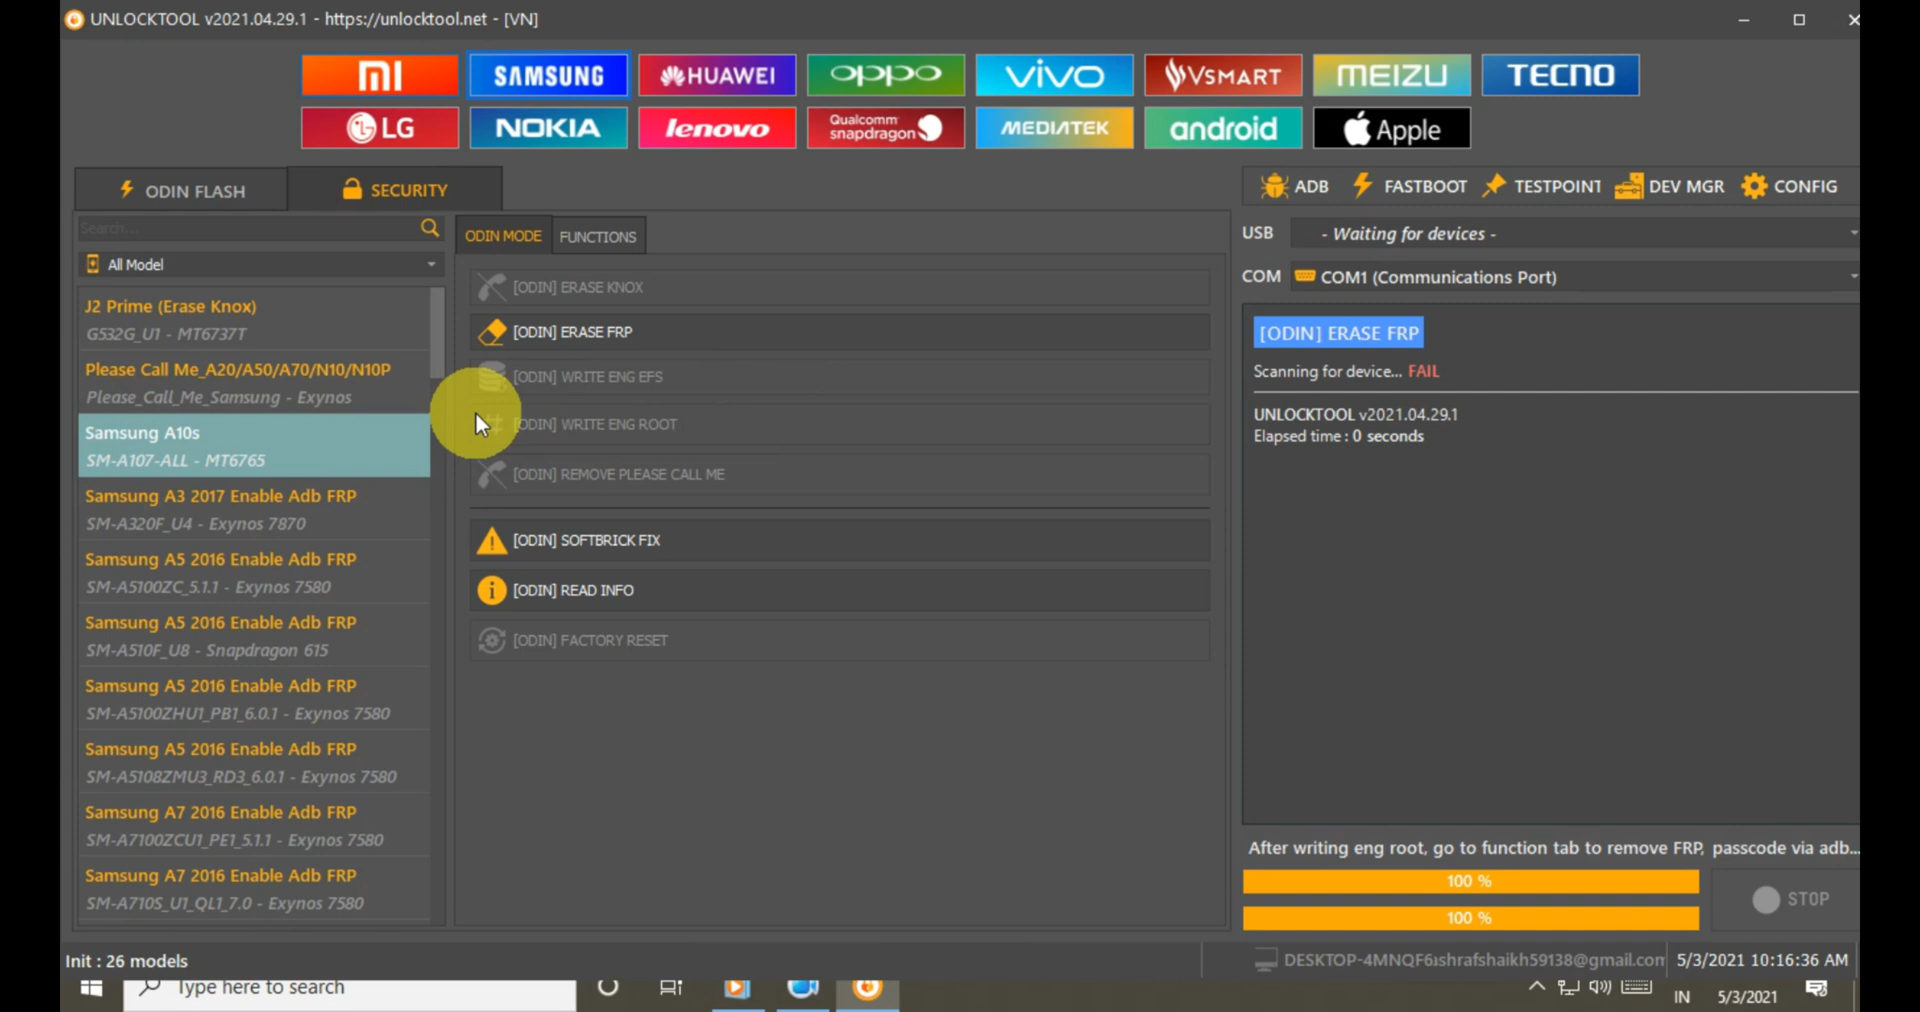 UNLOCKTOOL v2021.04.29.1 - https://unlocktool.net - [VN]
SAMSUNG
HUAWEI
oppo
vivo
VSMART
MEIZU
TECNO
LG
NOKIA
lenovo
Qualcomm
snapdragon
MEDIATEK
android
Apple
ODIN FLASH
SECURITY
ADB
FASTBOOT
TESTPOINT
DEV MGR
CONFIG
Search...
All Model
J2 Prime (Erase Knox)
G532G_U1 - MT6737T
Please Call Me_A20/A50/A70/N10/N10P
Please_Call_Me_Samsung - Exynos
Samsung A10s
SM-A107-ALL - MT6765
Samsung A3 2017 Enable Adb FRP
SM-A320F_U4 - Exynos 7870
Samsung A5 2016 Enable Adb FRP
SM-A5100ZC_5.1.1 - Exynos 7580
Samsung A5 2016 Enable Adb FRP
SM-A510F_U8 - Snapdragon 615
Samsung A5 2016 Enable Adb FRP
SM-A5100ZHU1_PB1_6.0.1 - Exynos 7580
Samsung A5 2016 Enable Adb FRP
SM-A5108ZMU3_RD3_6.0.1 - Exynos 7580
Samsung A7 2016 Enable Adb FRP
SM-A7100ZCU1_PE1_5.1.1 - Exynos 7580
Samsung A7 2016 Enable Adb FRP
SM-A710S_U1_QL1_7.0 - Exynos 7580
ODIN MODE
FUNCTIONS
[ODIN] ERASE KNOX
[ODIN] ERASE FRP
[ODIN] WRITE ENG EFS
[ODIN] WRITE ENG ROOT
[ODIN] REMOVE PLEASE CALL ME
[ODIN] SOFTBRICK FIX
[ODIN] READ INFO
[ODIN] FACTORY RESET
USB
- Waiting for devices -
COM
COM1 (Communications Port)
[ODIN] ERASE FRP
Scanning for device... FAIL
UNLOCKTOOL v2021.04.29.1
Elapsed time : 0 seconds
After writing eng root, go to function tab to remove FRP, passcode via adb...
100 %
100 %
STOP
Init : 26 models
5/3/2021 10:16:36 AM
Type here to search
IN
5/3/2021